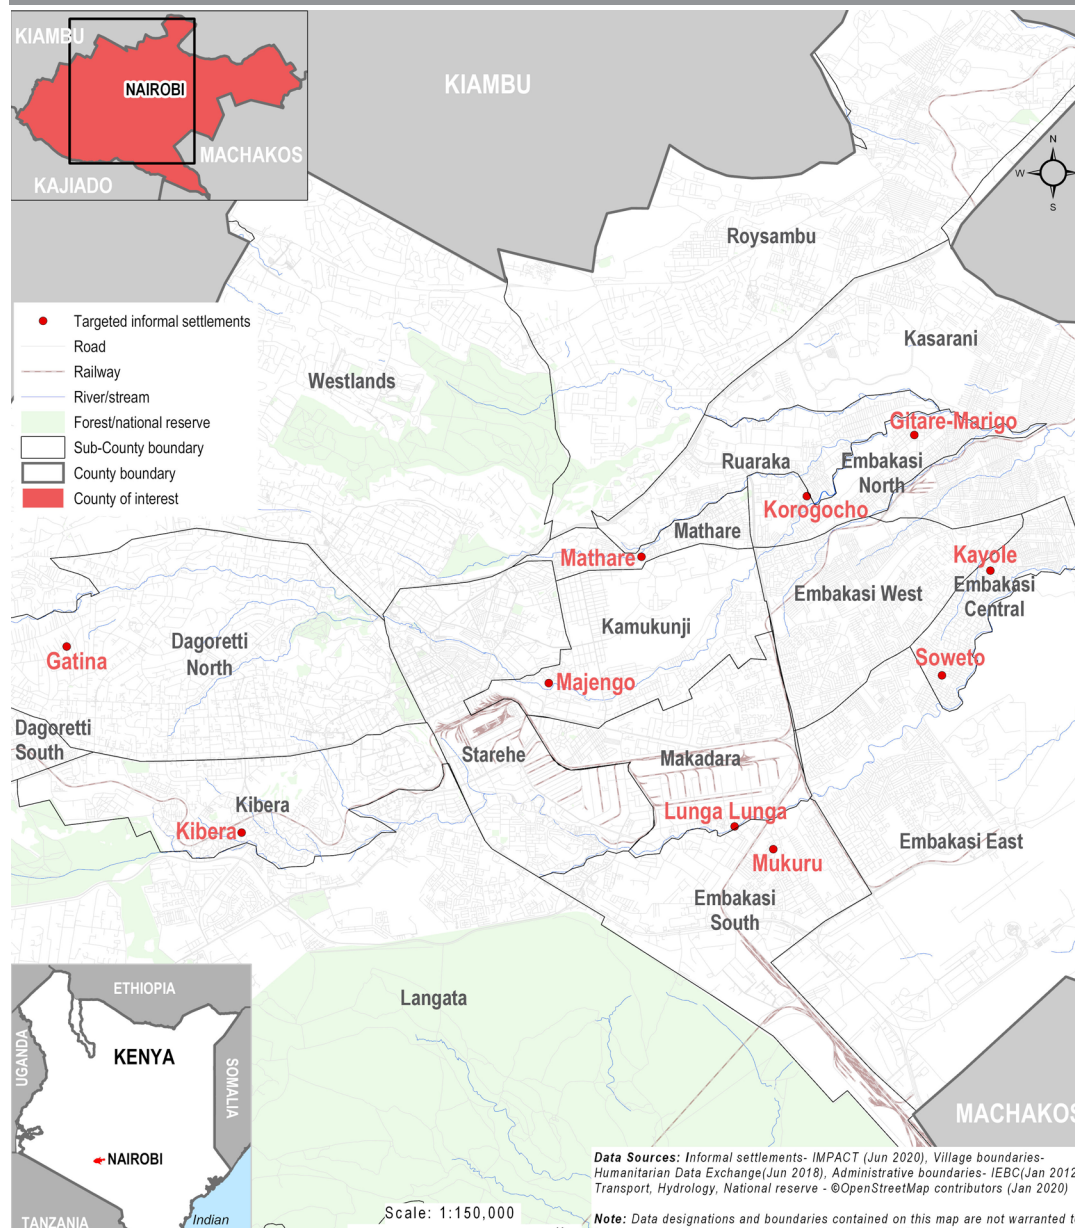 KIAMBU
NAIROBI
MACHAKOS
KAJIADO
KIAMBU
N
W
S
Roysambu
Kasarani
Westlands
Targeted informal settlements
Road
Railway
River/stream
Forest/national reserve
Sub-County boundary
County boundary
County of interest
Gitare-Marigo
Ruaraka
Embakasi
North
Korogocho
Mathare
Mathare
Kayole
Embakasi
Central
Embakasi West
Kamukunji
Dagoretti
North
Gatina
Soweto
Majengo
Dagoretti
South
Starehe
Makadara
Kibera
Kibera
Lunga Lunga
Mukuru
Embakasi East
Embakasi
South
Langata
ETHIOPIA
UGANDA
KENYA
SOMALIA
NAIROBI
TANZANIA
Indian
MACHAKOS
Scale: 1:150,000
Data Sources: Informal settlements- IMPACT (Jun 2020), Village boundaries-
Humanitarian Data Exchange(Jun 2018), Administrative boundaries- IEBC(Jan 2012
Transport, Hydrology, National reserve - ©OpenStreetMap contributors (Jan 2020)
Note: Data designations and boundaries contained on this map are not warranted t